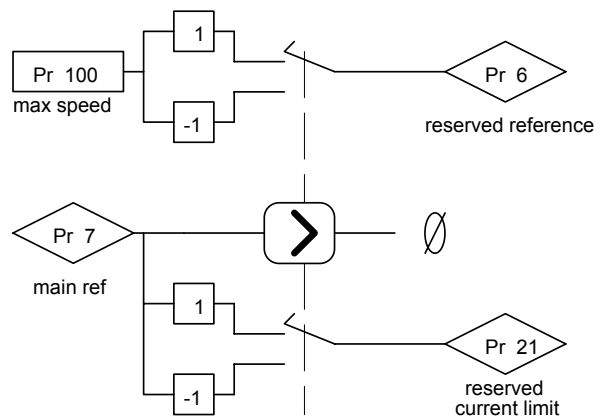 1
Pr 100
max speed
-1
Pr 6
reserved reference
Pr 7
main ref
>
0
1
-1
Pr 21
reserved
current limit